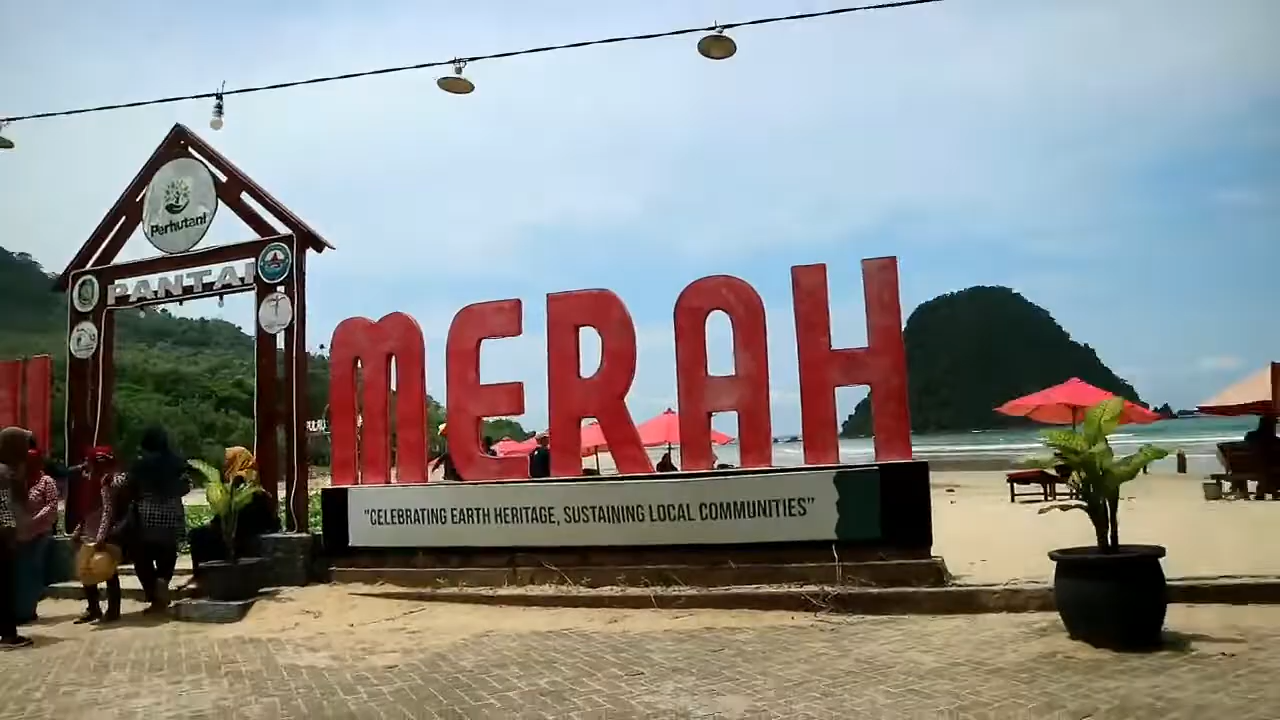 Perhutani
PANTAI
MERAH
"CELEBRATING EARTH HERITAGE, SUSTAINING LOCAL COMMUNITIES"